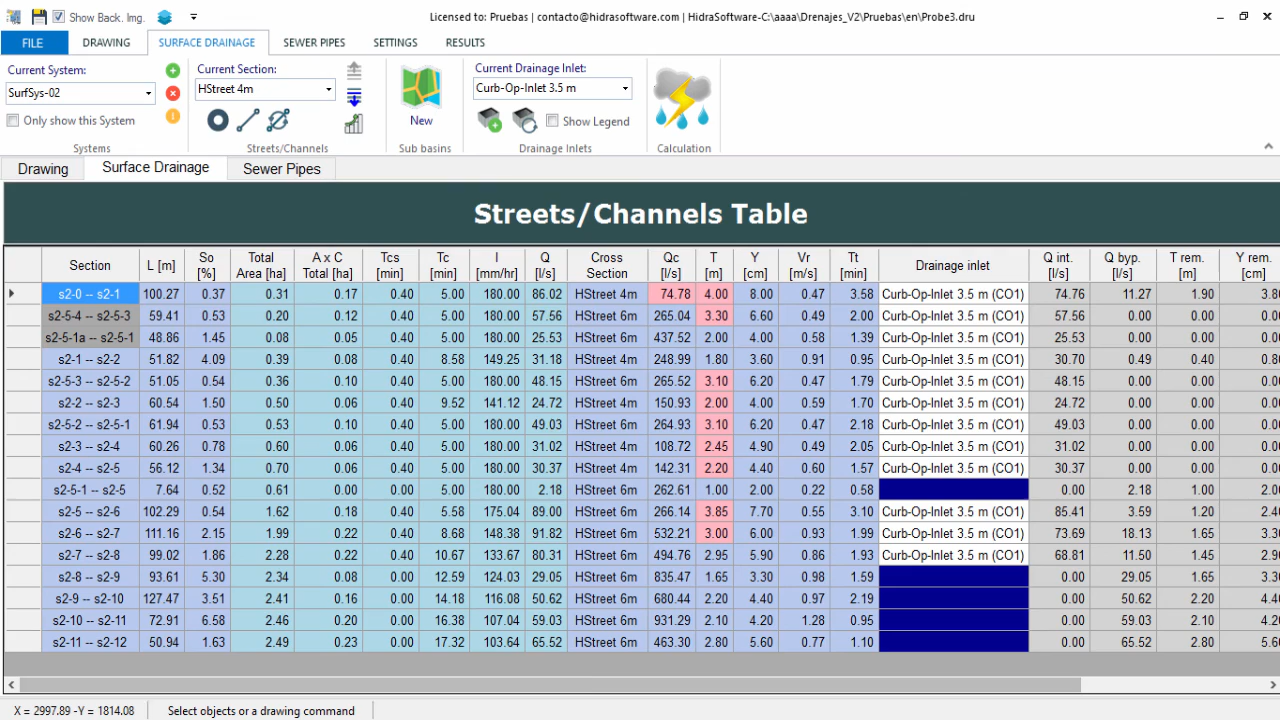 Show Back. Img.
Licensed to: Pruebas | contacto@hidrasoftware.com | HidraSoftware-C:\aaaa\Drenajes_V2\Pruebas\en\Probe3.dru
FILE DRAWING SURFACE DRAINAGE SEWER PIPES SETTINGS RESULTS
Current System:
SurfSys-02
Only show this System
Systems
Current Section:
HStreet 4m
Streets/Channels
New
Sub basins
Current Drainage Inlet:
Curb-Op-Inlet 3.5 m
Show Legend
Drainage Inlets
Calculation
Drawing Surface Drainage Sewer Pipes
Streets/Channels Table
Section L [m] So [%] Total Area [ha] A x C Total [ha] Tcs [min] Tc [min] I [mm/hr] Q [l/s] Cross Section Qc [l/s] T [m] Y [cm] Vr [m/s] Tt [min] Drainage inlet Q int. [l/s] Q byp. [l/s] T rem. [m] Y rem. [cm]
s2-0 -- s2-1 100.27 0.37 0.31 0.17 0.40 5.00 180.00 86.02 HStreet 4m 74.78 4.00 8.00 0.47 3.58 Curb-Op-Inlet 3.5 m (CO1) 74.76 11.27 1.90 3.80
s2-5-4 -- s2-5-3 59.41 0.53 0.20 0.12 0.40 5.00 180.00 57.56 HStreet 6m 265.04 3.30 6.60 0.49 2.00 Curb-Op-Inlet 3.5 m (CO1) 57.56 0.00 0.00 0.00
s2-5-1a -- s2-5-1 48.86 1.45 0.08 0.05 0.40 5.00 180.00 25.53 HStreet 6m 437.52 2.00 4.00 0.58 1.39 Curb-Op-Inlet 3.5 m (CO1) 25.53 0.00 0.00 0.00
s2-1 -- s2-2 51.82 4.09 0.39 0.08 0.40 8.58 149.25 31.18 HStreet 4m 248.99 1.80 3.60 0.91 0.95 Curb-Op-Inlet 3.5 m (CO1) 30.70 0.49 0.40 0.80
s2-5-3 -- s2-5-2 51.05 0.54 0.36 0.10 0.40 5.00 180.00 48.15 HStreet 6m 265.52 3.10 6.20 0.47 1.79 Curb-Op-Inlet 3.5 m (CO1) 48.15 0.00 0.00 0.00
s2-2 -- s2-3 60.54 1.50 0.50 0.06 0.40 9.52 141.12 24.72 HStreet 4m 150.93 2.00 4.00 0.59 1.70 Curb-Op-Inlet 3.5 m (CO1) 24.72 0.00 0.00 0.00
s2-5-2 -- s2-5-1 61.94 0.53 0.53 0.10 0.40 5.00 180.00 49.03 HStreet 6m 264.93 3.10 6.20 0.47 2.18 Curb-Op-Inlet 3.5 m (CO1) 49.03 0.00 0.00 0.00
s2-3 -- s2-4 60.26 0.78 0.60 0.06 0.40 5.00 180.00 31.02 HStreet 4m 108.72 2.45 4.90 0.49 2.05 Curb-Op-Inlet 3.5 m (CO1) 31.02 0.00 0.00 0.00
s2-4 -- s2-5 56.12 1.34 0.70 0.06 0.40 5.00 180.00 30.37 HStreet 4m 142.31 2.20 4.40 0.60 1.57 Curb-Op-Inlet 3.5 m (CO1) 30.37 0.00 0.00 0.00
s2-5-1 -- s2-5 7.64 0.52 0.61 0.00 0.40 5.00 180.00 2.18 HStreet 6m 262.61 1.00 2.00 0.22 0.58 0.00 2.18 1.00 2.00
s2-5 -- s2-6 102.29 0.54 1.62 0.18 0.40 5.58 175.04 89.00 HStreet 6m 266.14 3.85 7.70 0.55 3.10 Curb-Op-Inlet 3.5 m (CO1) 85.41 3.59 1.20 2.40
s2-6 -- s2-7 111.16 2.15 1.99 0.22 0.40 8.68 148.38 91.82 HStreet 6m 532.21 3.00 6.00 0.93 1.99 Curb-Op-Inlet 3.5 m (CO1) 73.69 18.13 1.65 3.30
s2-7 -- s2-8 99.02 1.86 2.28 0.22 0.40 10.67 133.67 80.31 HStreet 6m 494.76 2.95 5.90 0.86 1.93 Curb-Op-Inlet 3.5 m (CO1) 68.81 11.50 1.45 2.90
s2-8 -- s2-9 93.61 5.30 2.34 0.08 0.00 12.59 124.03 29.05 HStreet 6m 835.47 1.65 3.30 0.98 1.59 0.00 29.05 1.65 3.30
s2-9 -- s2-10 127.47 3.51 2.41 0.16 0.00 14.18 116.08 50.62 HStreet 6m 680.44 2.20 4.40 0.97 2.19 0.00 50.62 2.20 4.40
s2-10 -- s2-11 72.91 6.58 2.46 0.20 0.00 16.38 107.04 59.03 HStreet 6m 931.29 2.10 4.20 1.28 0.95 0.00 59.03 2.10 4.20
s2-11 -- s2-12 50.94 1.63 2.49 0.23 0.00 17.32 103.64 65.52 HStreet 6m 463.30 2.80 5.60 0.77 1.10 0.00 65.52 2.80 5.60
X = 2997.89 -Y = 1814.08 Select objects or a drawing command